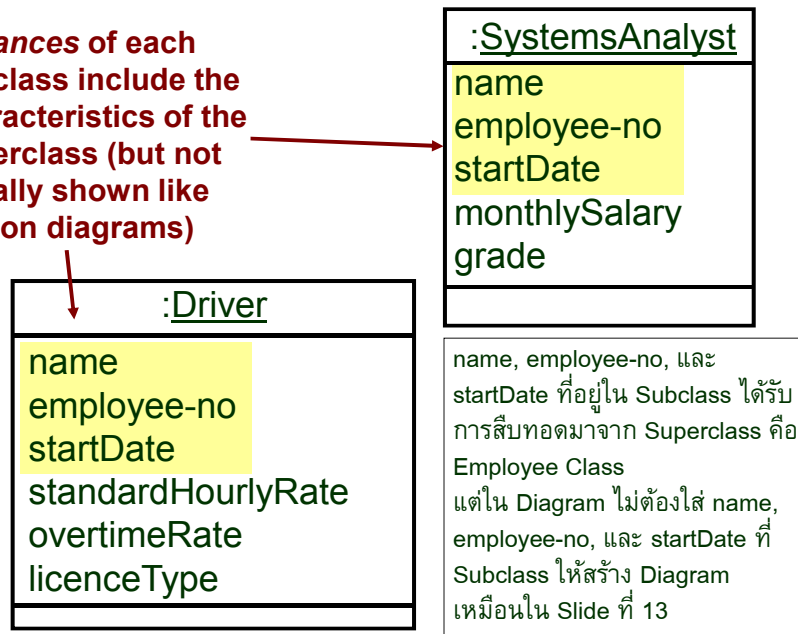 ances of each
class include the
racteristics of the
erclass (but not
ally shown like
on diagrams)
:SystemsAnalyst
name
employee-no
startDate
monthlySalary
grade
:Driver
name
employee-no
startDate
standardHourlyRate
overtimeRate
licenceType
name, employee-no, และ
startDate ที่อยู่ใน Subclass ได้รับ
การสืบทอดมาจาก Superclass คือ
Employee Class
แต่ใน Diagram ไม่ต้องใส่ name,
employee-no, และ startDate ที่
Subclass ให้สร้าง Diagram
เหมือนใน Slide ที่ 13